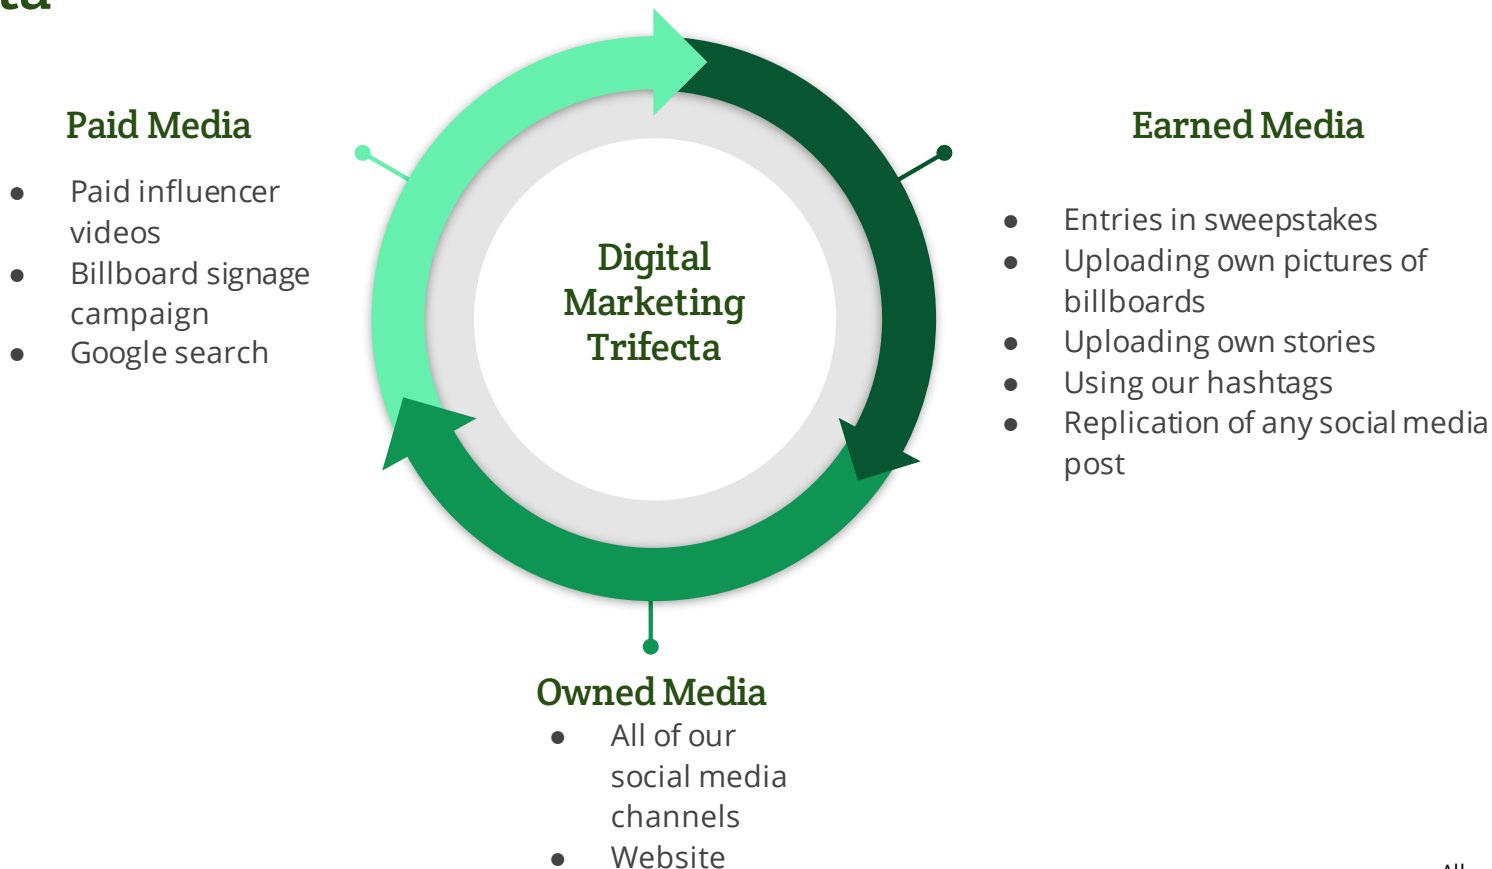 Paid Media
● Paid influencer
videos
● Billboard signage
campaign
● Google search
Digital
Marketing
Trifecta
Earned Media
● Entries in sweepstakes
● Uploading own pictures of
billboards
● Uploading own stories
● Using our hashtags
● Replication of any social media
post
Owned Media
● All of our
social media
channels
● Website